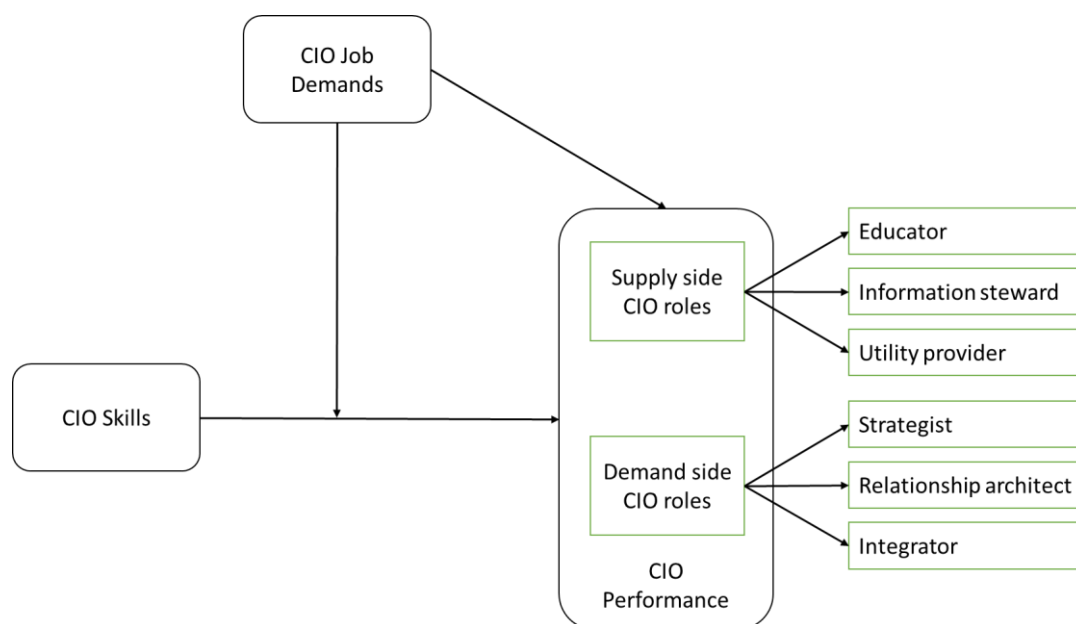 CIO Job
Demands
Supply side
CIO roles
Educator
Information steward
Utility provider
CIO Skills
Demand side
CIO roles
Strategist
Relationship architect
Integrator
CIO
Performance